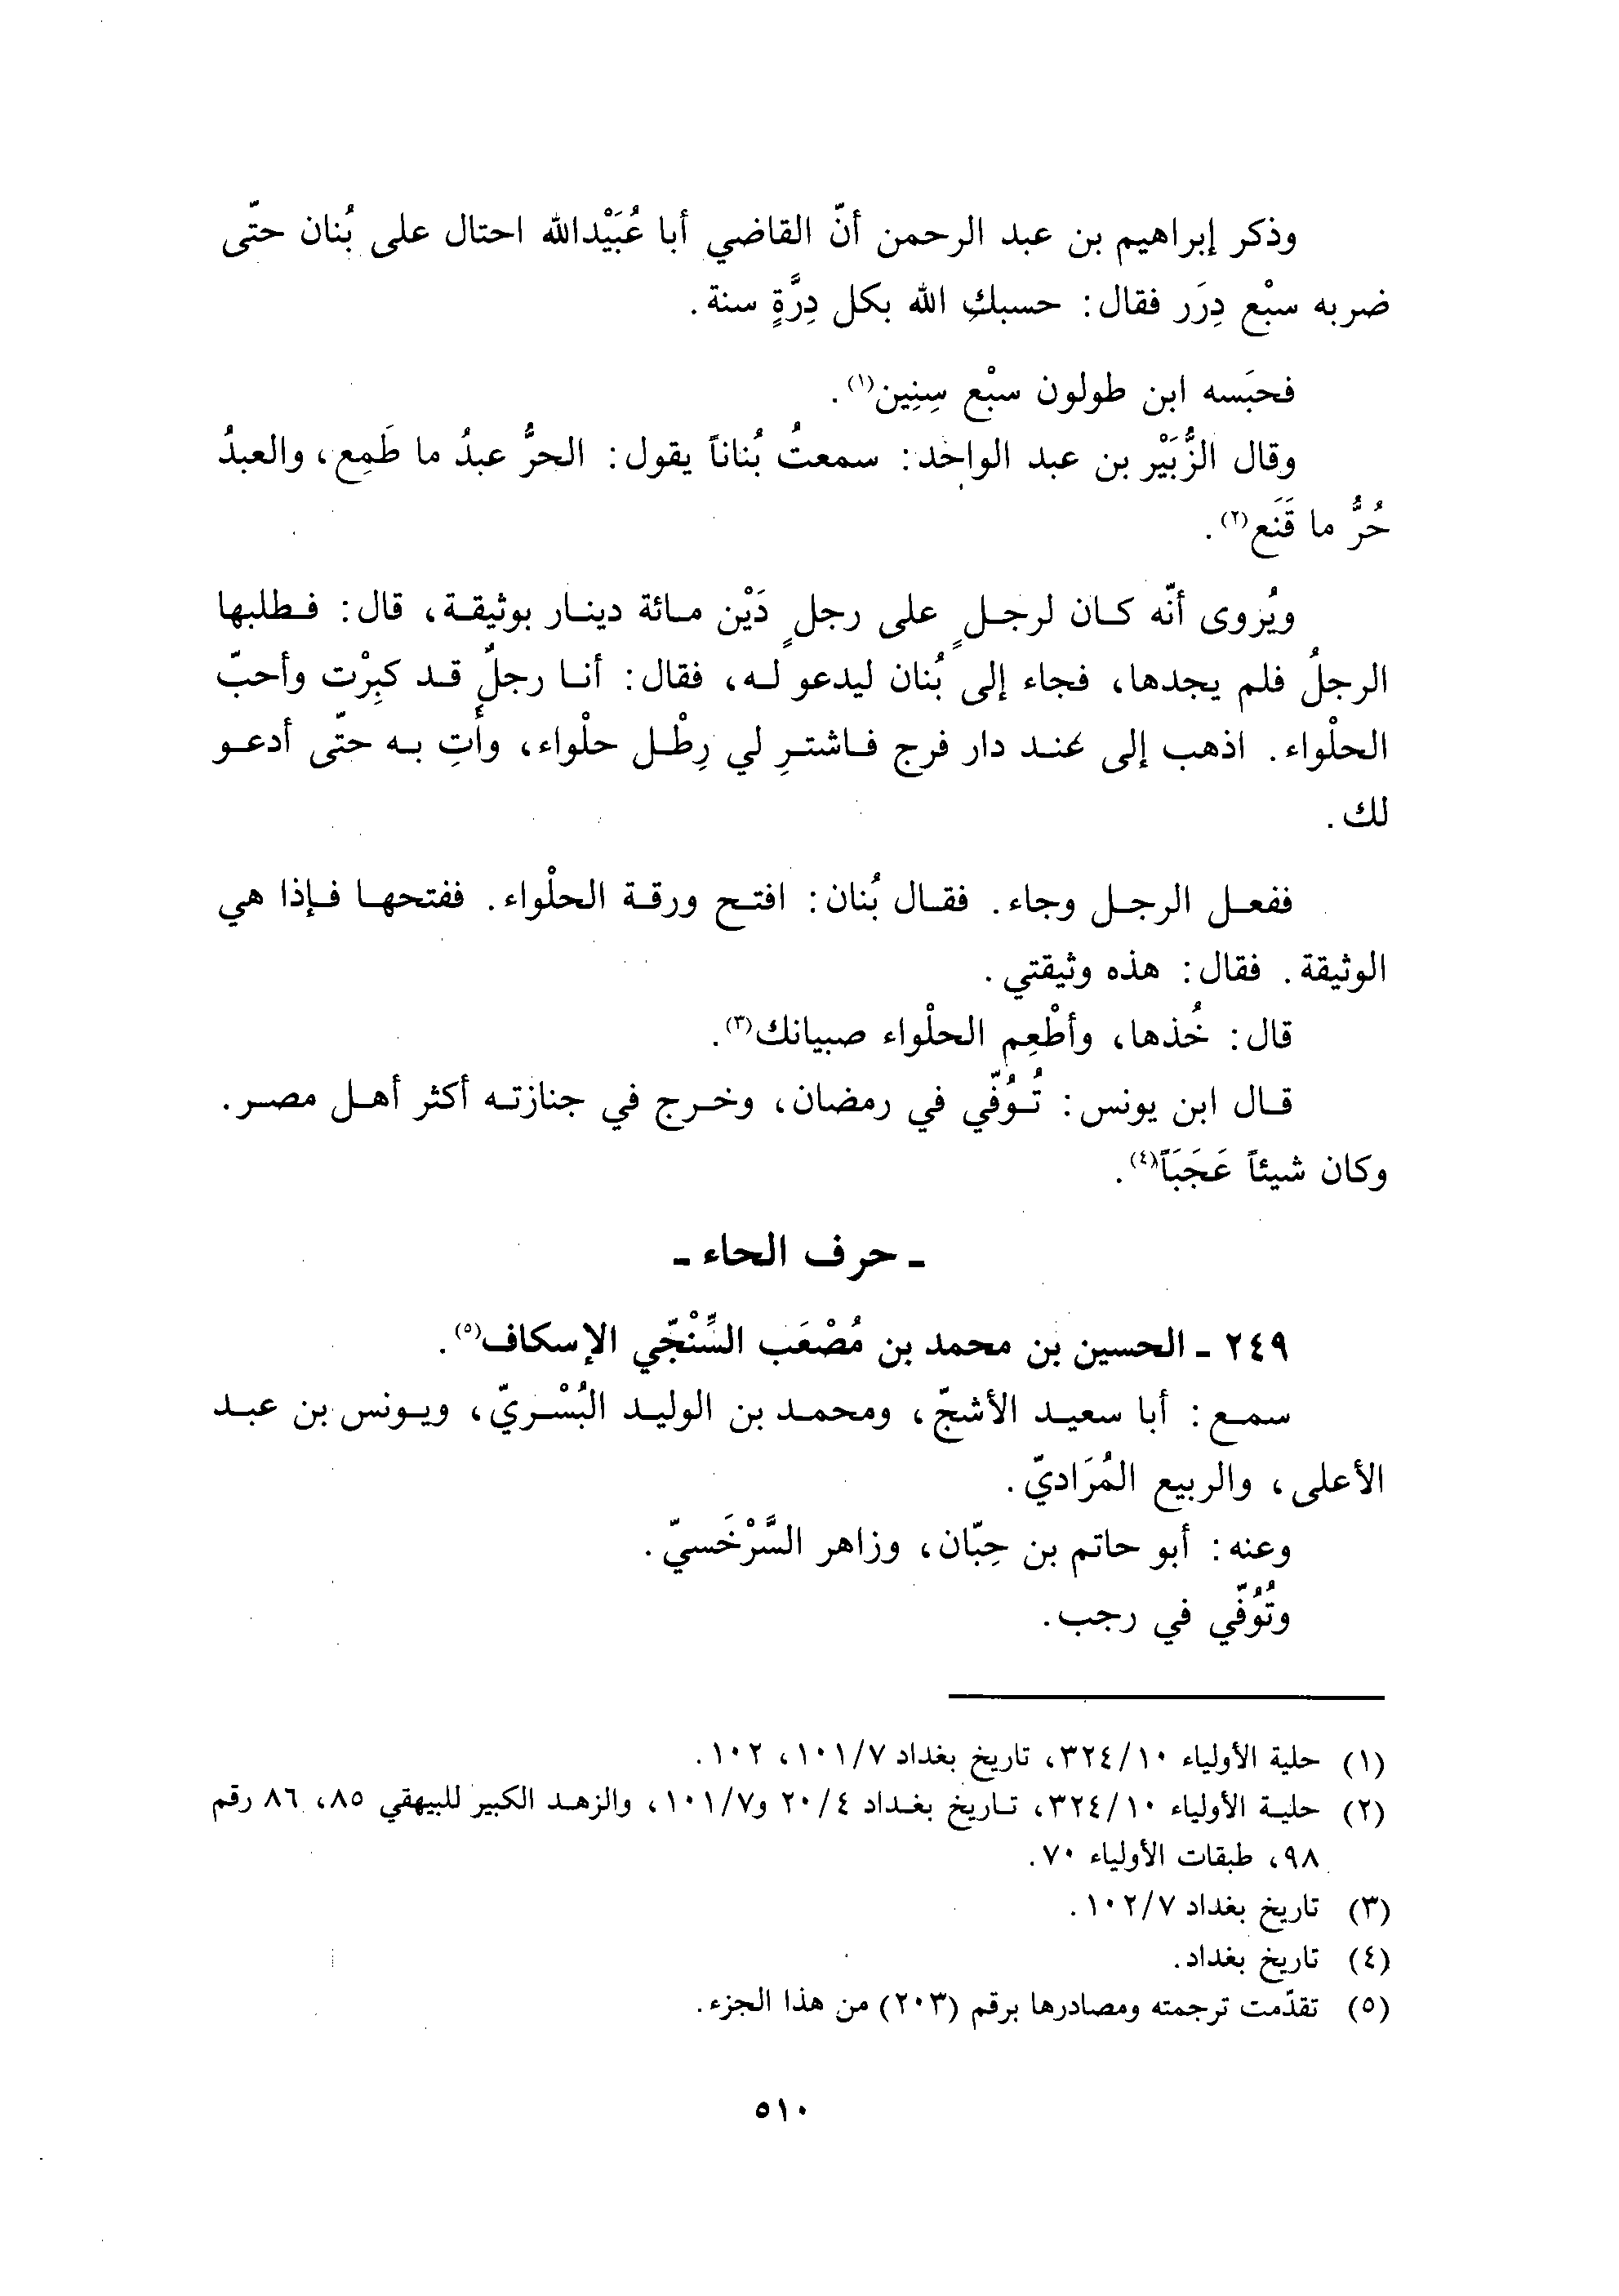 وذكر إبراهيم بن عبد الرحمن أنّ القاضي أبا عُبَيْدالله احتال على بُنان حتّى
ضربه سبْع دِرَر فقال: حسبك الله بكل دِرَّةٍ سنة.
فحبَسه ابن طولون سبْع سِنِين(١).
وقال الزُّبَيْر بن عبد الواحد: سمعتُ بُناناً يقول: الحرُّ عبدُ ما طَمِع، والعبدُ
حُرُّ ما قَنَع(٢).
ويُروى أنّه كان لرجلٍ على رجلٍ دَيْن مائة دينار بوثيقة، قال: فطلبها
الرجلُ فلم يجدها، فجاء إلى بُنان ليدعو له، فقال: أنا رجلٌ قد كبِرْت وأحبّ
الحلْواء. اذهب إلى عند دار فرج فاشترِ لي رِطْل حلْواء، وأتِ به حتّى أدعو
لك.
ففعل الرجل وجاء. فقال بُنان: افتح ورقة الحلْواء. ففتحها فإذا هي
الوثيقة. فقال: هذه وثيقتي.
قال: خُذها، وأطْعِم الحلْواء صبيانك(٣).
قال ابن يونس: تُوُفّي في رمضان، وخرج في جنازته أكثر أهل مصر.
وكان شيئاً عَجَبَاً(٤).
ـ حرف الحاء ـ
٢٤٩ ـ الحسين بن محمد بن مُصْعَب السِّنْجّي الإسكاف(٥).
سمع: أبا سعيد الأشجّ، ومحمد بن الوليد البُسْريّ، ويونس بن عبد
الأعلى، والربيع المُرَاديّ.
وعنه: أبو حاتم بن حِبّان، وزاهر السَّرْخَسيّ.
وتُوُفّي في رجب.
(١) حلية الأولياء ١٠/٣٢٤، تاريخ بغداد ٧/١٠١، ١٠٢.
(٢) حلية الأولياء ١٠/٣٢٤، تاريخ بغداد ٤/٢٠ و٧/١٠١، والزهد الكبير للبيهقي ٨٥، ٨٦ رقم
٩٨، طبقات الأولياء ٧٠.
(٣) تاريخ بغداد ٧/١٠٢.
(٤) تاريخ بغداد.
(٥) تقدّمت ترجمته ومصادرها برقم (٢٠٣) من هذا الجزء.
٥١٠